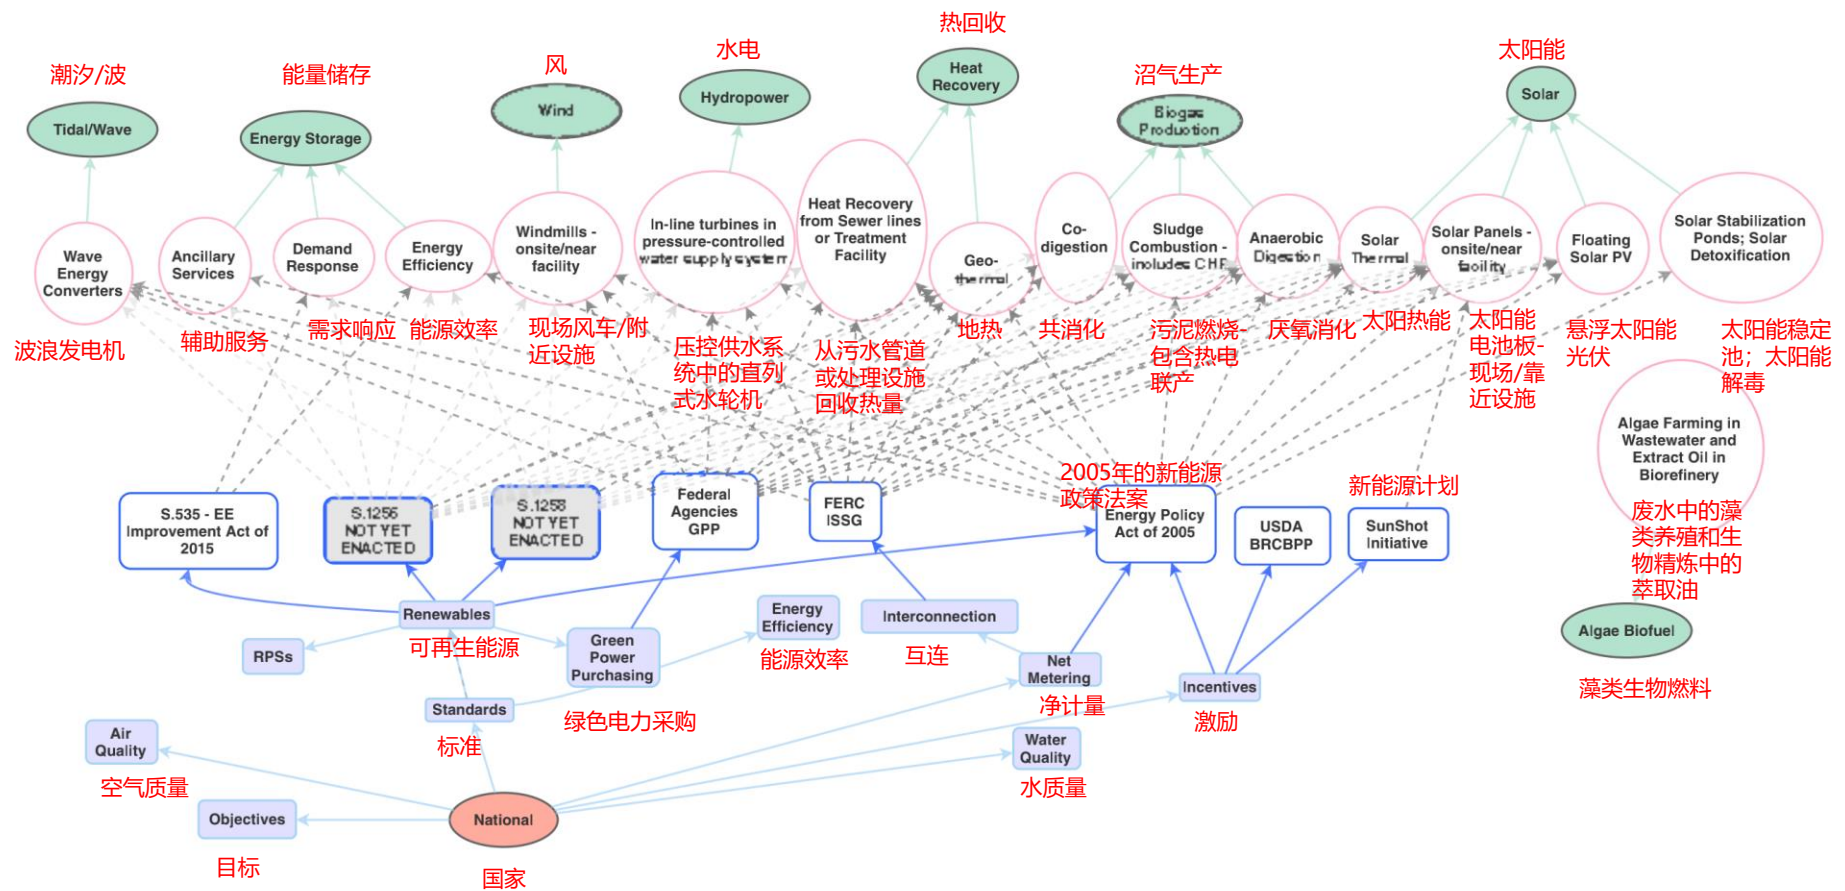 热回收
水电
太阳能
潮汐/波
能量储存
风
沼气生产
Heat
Recovery
Tidal/Wave
Energy Storage
Wind
Hydropower
Biogas
Production
Solar
Wave
Energy
Converters
Ancillary
Services
Demand
Response
Energy
Efficiency
Windmills -
onsite/near
facility
In-line turbines in
pressure-controlled
water supply system
Heat Recovery
from Sewer lines
or Treatment
Facility
Geo-
thermal
Co-
digestion
Sludge
Combustion -
includes CHP
Anaerobic
Digestion
Solar
Thermal
Solar Panels -
onsite/near
facility
Floating
Solar PV
Solar Stabilization
Ponds; Solar
Detoxification
波浪发电机
辅助服务
需求响应
能源效率
现场风车/附
近设施
压控供水系
统中的直列
式水轮机
从污水管道
或处理设施
回收热量
地热
共消化
污泥燃烧-
包含热电
联产
厌氧消化
太阳热能
太阳能
电池板-
现场/靠
近设施
悬浮太阳能
光伏
太阳能稳定
池；太阳能
解毒
Algae Farming in
Wastewater and
Extract Oil in
Biorefinery
废水中的藻
类养殖和生
物精炼中的
萃取油
2005年的新能源
政策法案
新能源计划
S.535 - EE
Improvement Act of
2015
S.1256
NOT YET
ENACTED
S.1258
NOT YET
ENACTED
Federal
Agencies
GPP
FERC
ISSG
Energy Policy
Act of 2005
USDA
BRCBPP
SunShot
Initiative
Renewables
可再生能源
RPSs
Green
Power
Purchasing
绿色电力采购
Energy
Efficiency
能源效率
Interconnection
互连
Net
Metering
净计量
Incentives
激励
Algae Biofuel
藻类生物燃料
Standards
标准
Air
Quality
空气质量
Water
Quality
水质量
Objectives
目标
National
国家